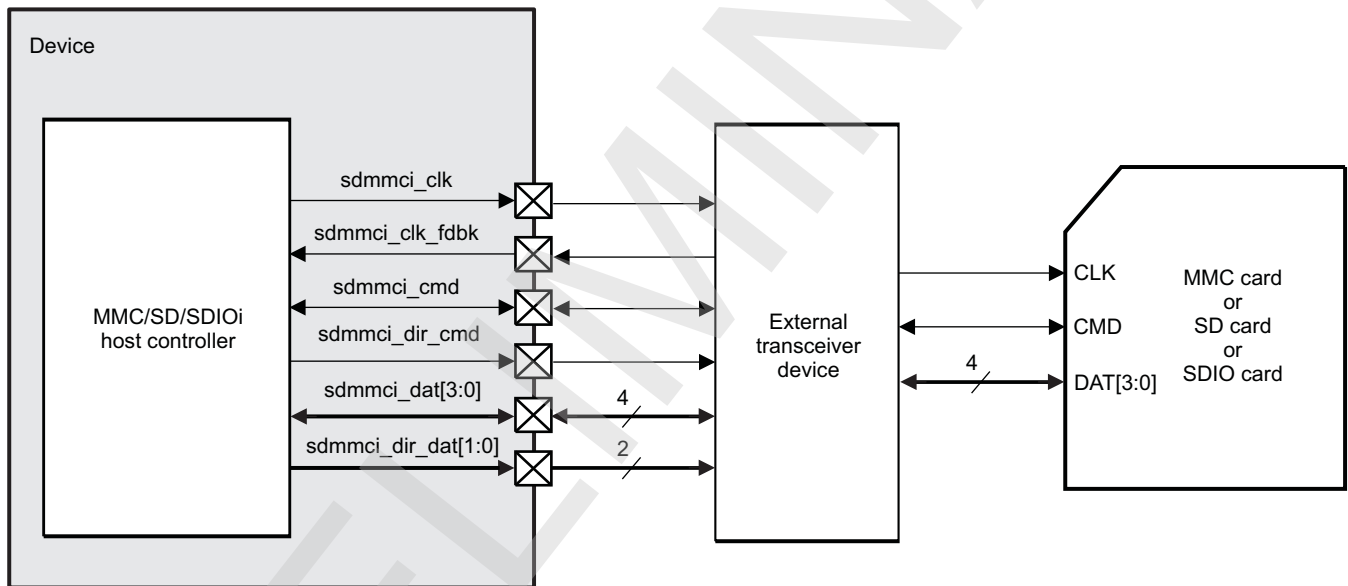 Device
MMC/SD/SDIOi
host controller
sdmmci_clk
sdmmci_clk_fdbk
sdmmci_cmd
sdmmci_dir_cmd
sdmmci_dat[3:0]
sdmmci_dir_dat[1:0]
4
2
External
transceiver
device
4
CLK
CMD
DAT[3:0]
MMC card
or
SD card
or
SDIO card